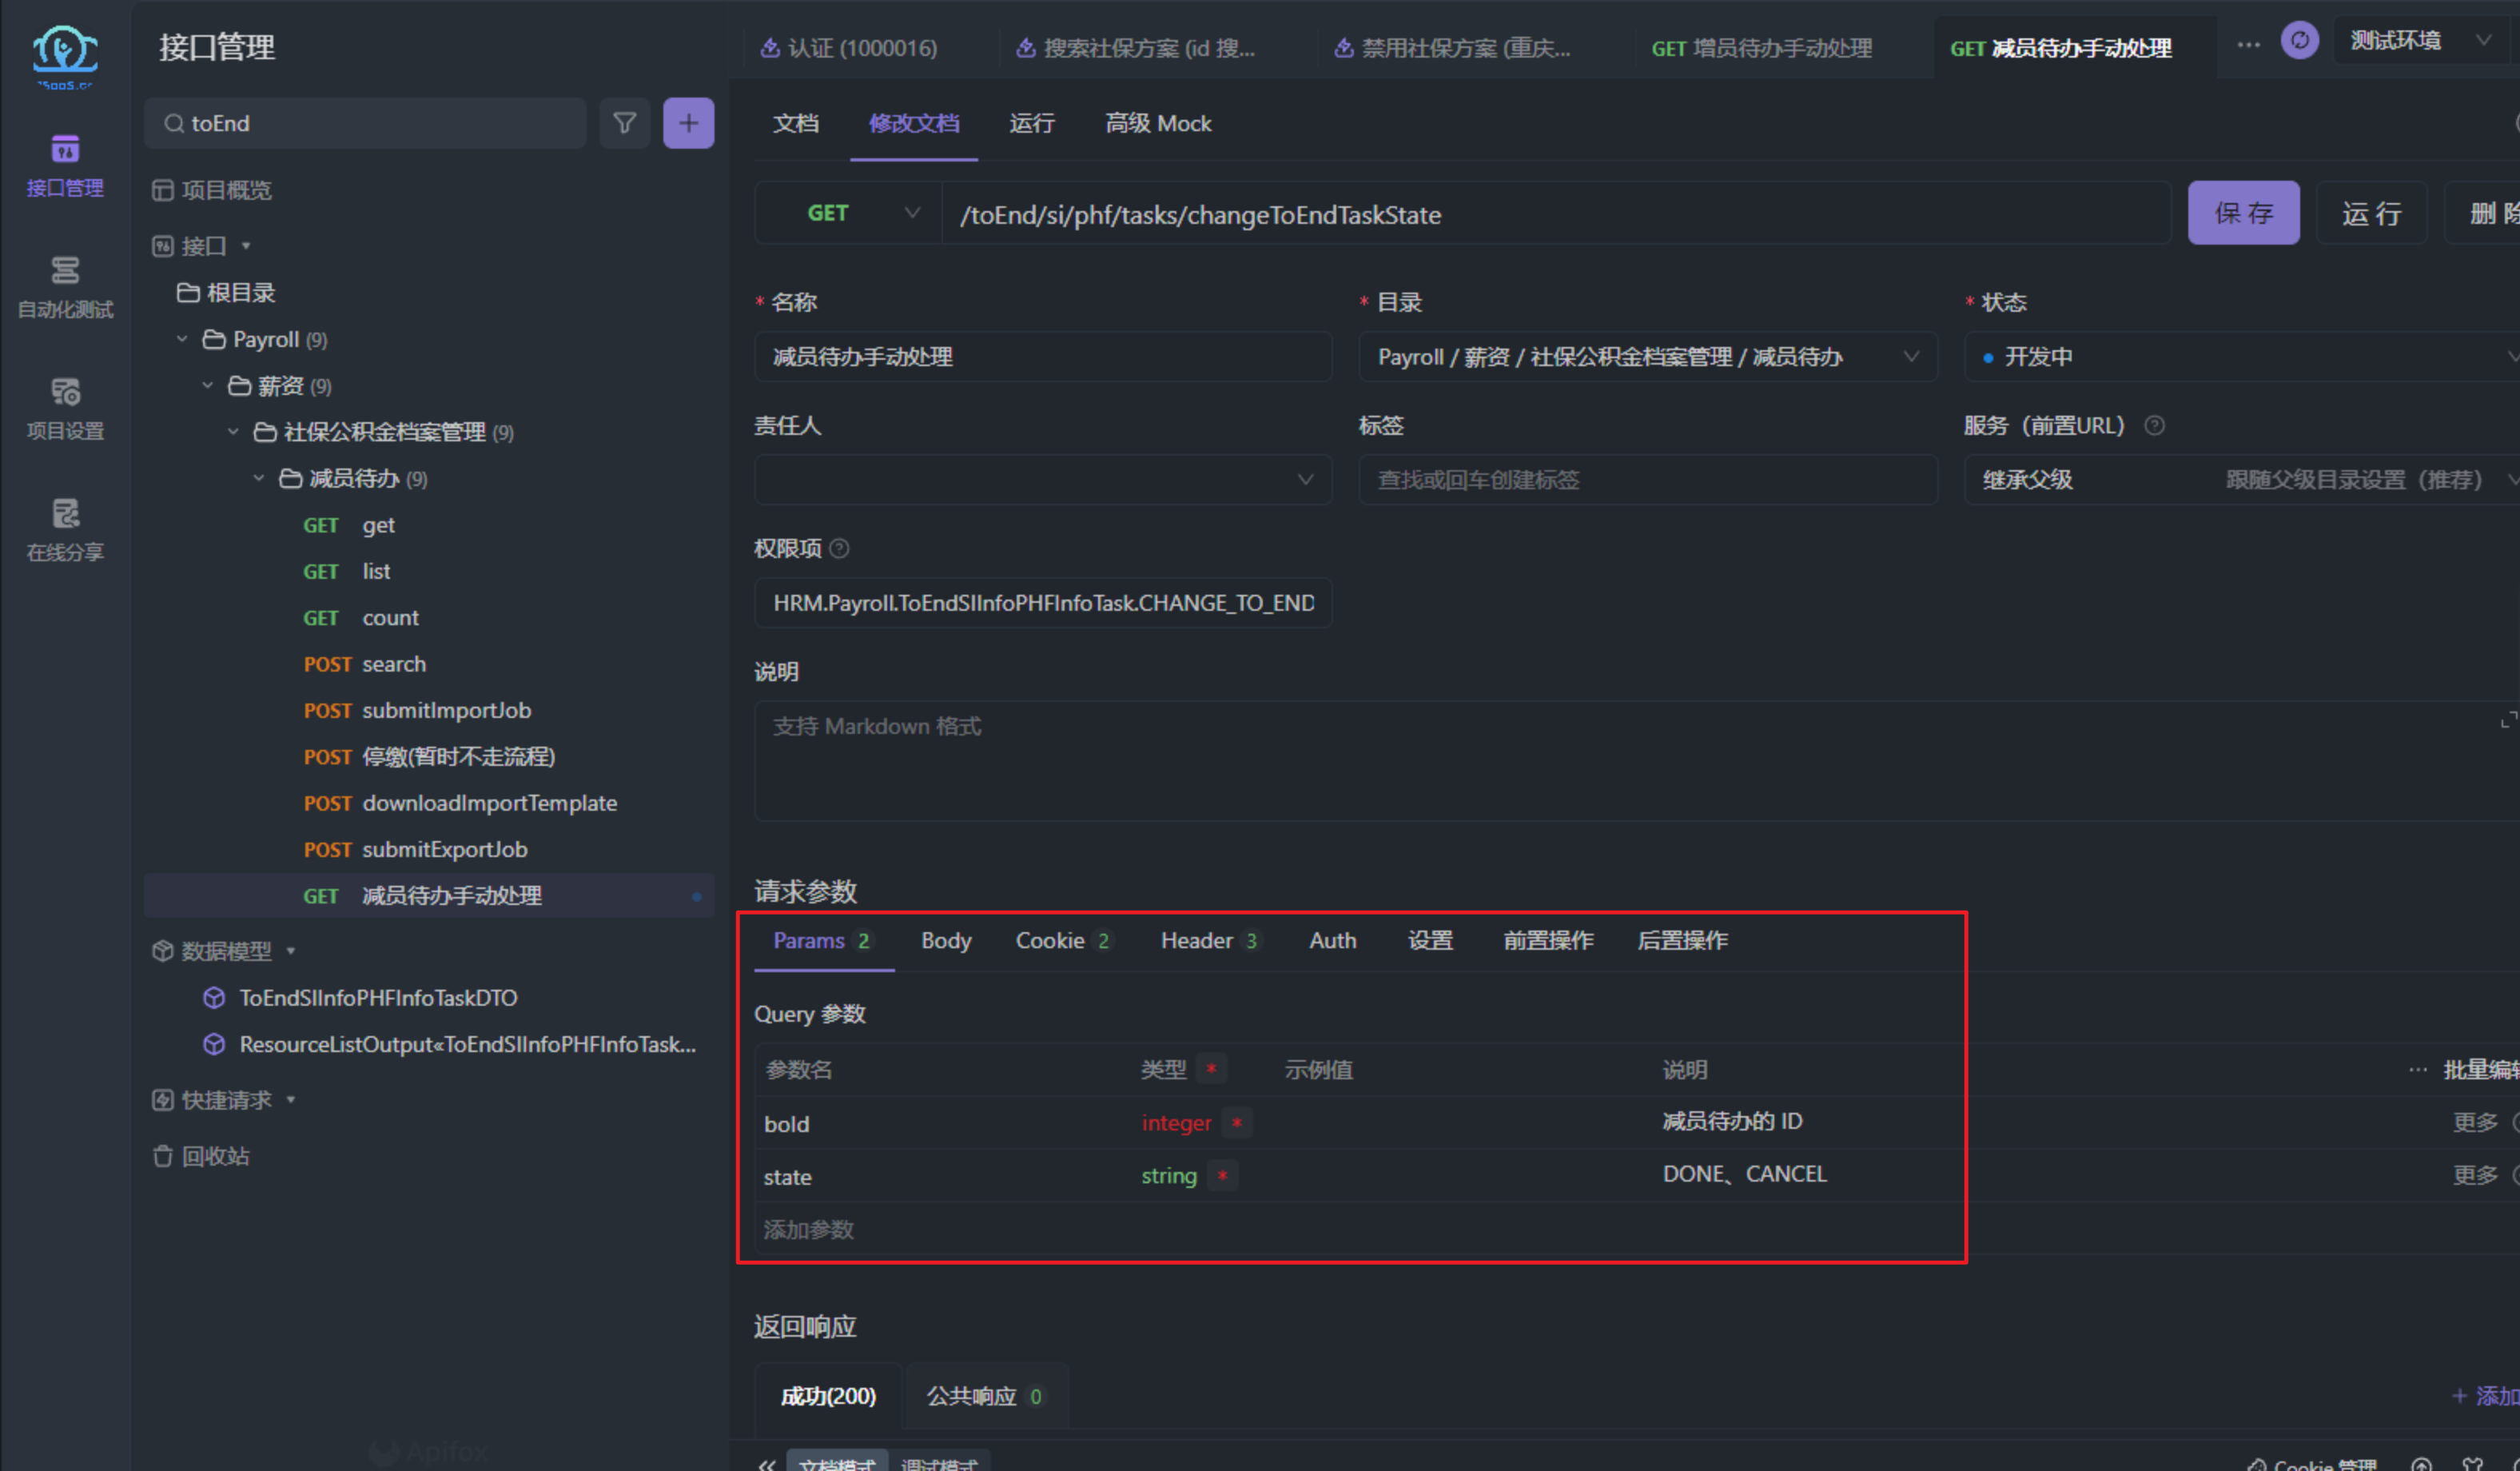 接口管理
toEnd
项目概览
接口
根目录
Payroll (9)
薪资 (9)
社保公积金档案管理 (9)
减员待办 (9)
GET get
GET list
GET count
POST search
POST submitImportJob
POST 停缴(暂时不走流程)
POST downloadImportTemplate
POST submitExportJob
GET 减员待办手动处理
数据模型
ToEndSIInfoPHFInfoTaskDTO
ResourceListOutput«ToEndSIInfoPHFInfoTask...
快捷请求
回收站
Apifox
接口管理
自动化测试
项目设置
在线分享
认证 (1000016)
搜索社保方案 (id 搜...
禁用社保方案 (重庆...
GET 增员待办手动处理
GET 减员待办手动处理
测试环境
文档 修改文档 运行 高级 Mock
GET /toEnd/si/phf/tasks/changeToEndTaskState 保 存 运 行 删 除
* 名称 * 目录 * 状态
减员待办手动处理 Payroll / 薪资 / 社保公积金档案管理 / 减员待办 开发中
责任人 标签 服务（前置URL）
查找或回车创建标签 继承父级 跟随父级目录设置（推荐）
权限项
HRM.Payroll.ToEndSIInfoPHFInfoTask.CHANGE_TO_END
说明
支持 Markdown 格式
请求参数
Params 2 Body Cookie 2 Header 3 Auth 设置 前置操作 后置操作
Query 参数
参数名 类型 * 示例值 说明 ... 批量编辑
boId integer * 减员待办的 ID 更多
state string * DONE、CANCEL 更多
添加参数
返回响应
成功(200) 公共响应 0 + 添加
文档模式 调试模式 Cookie 管理